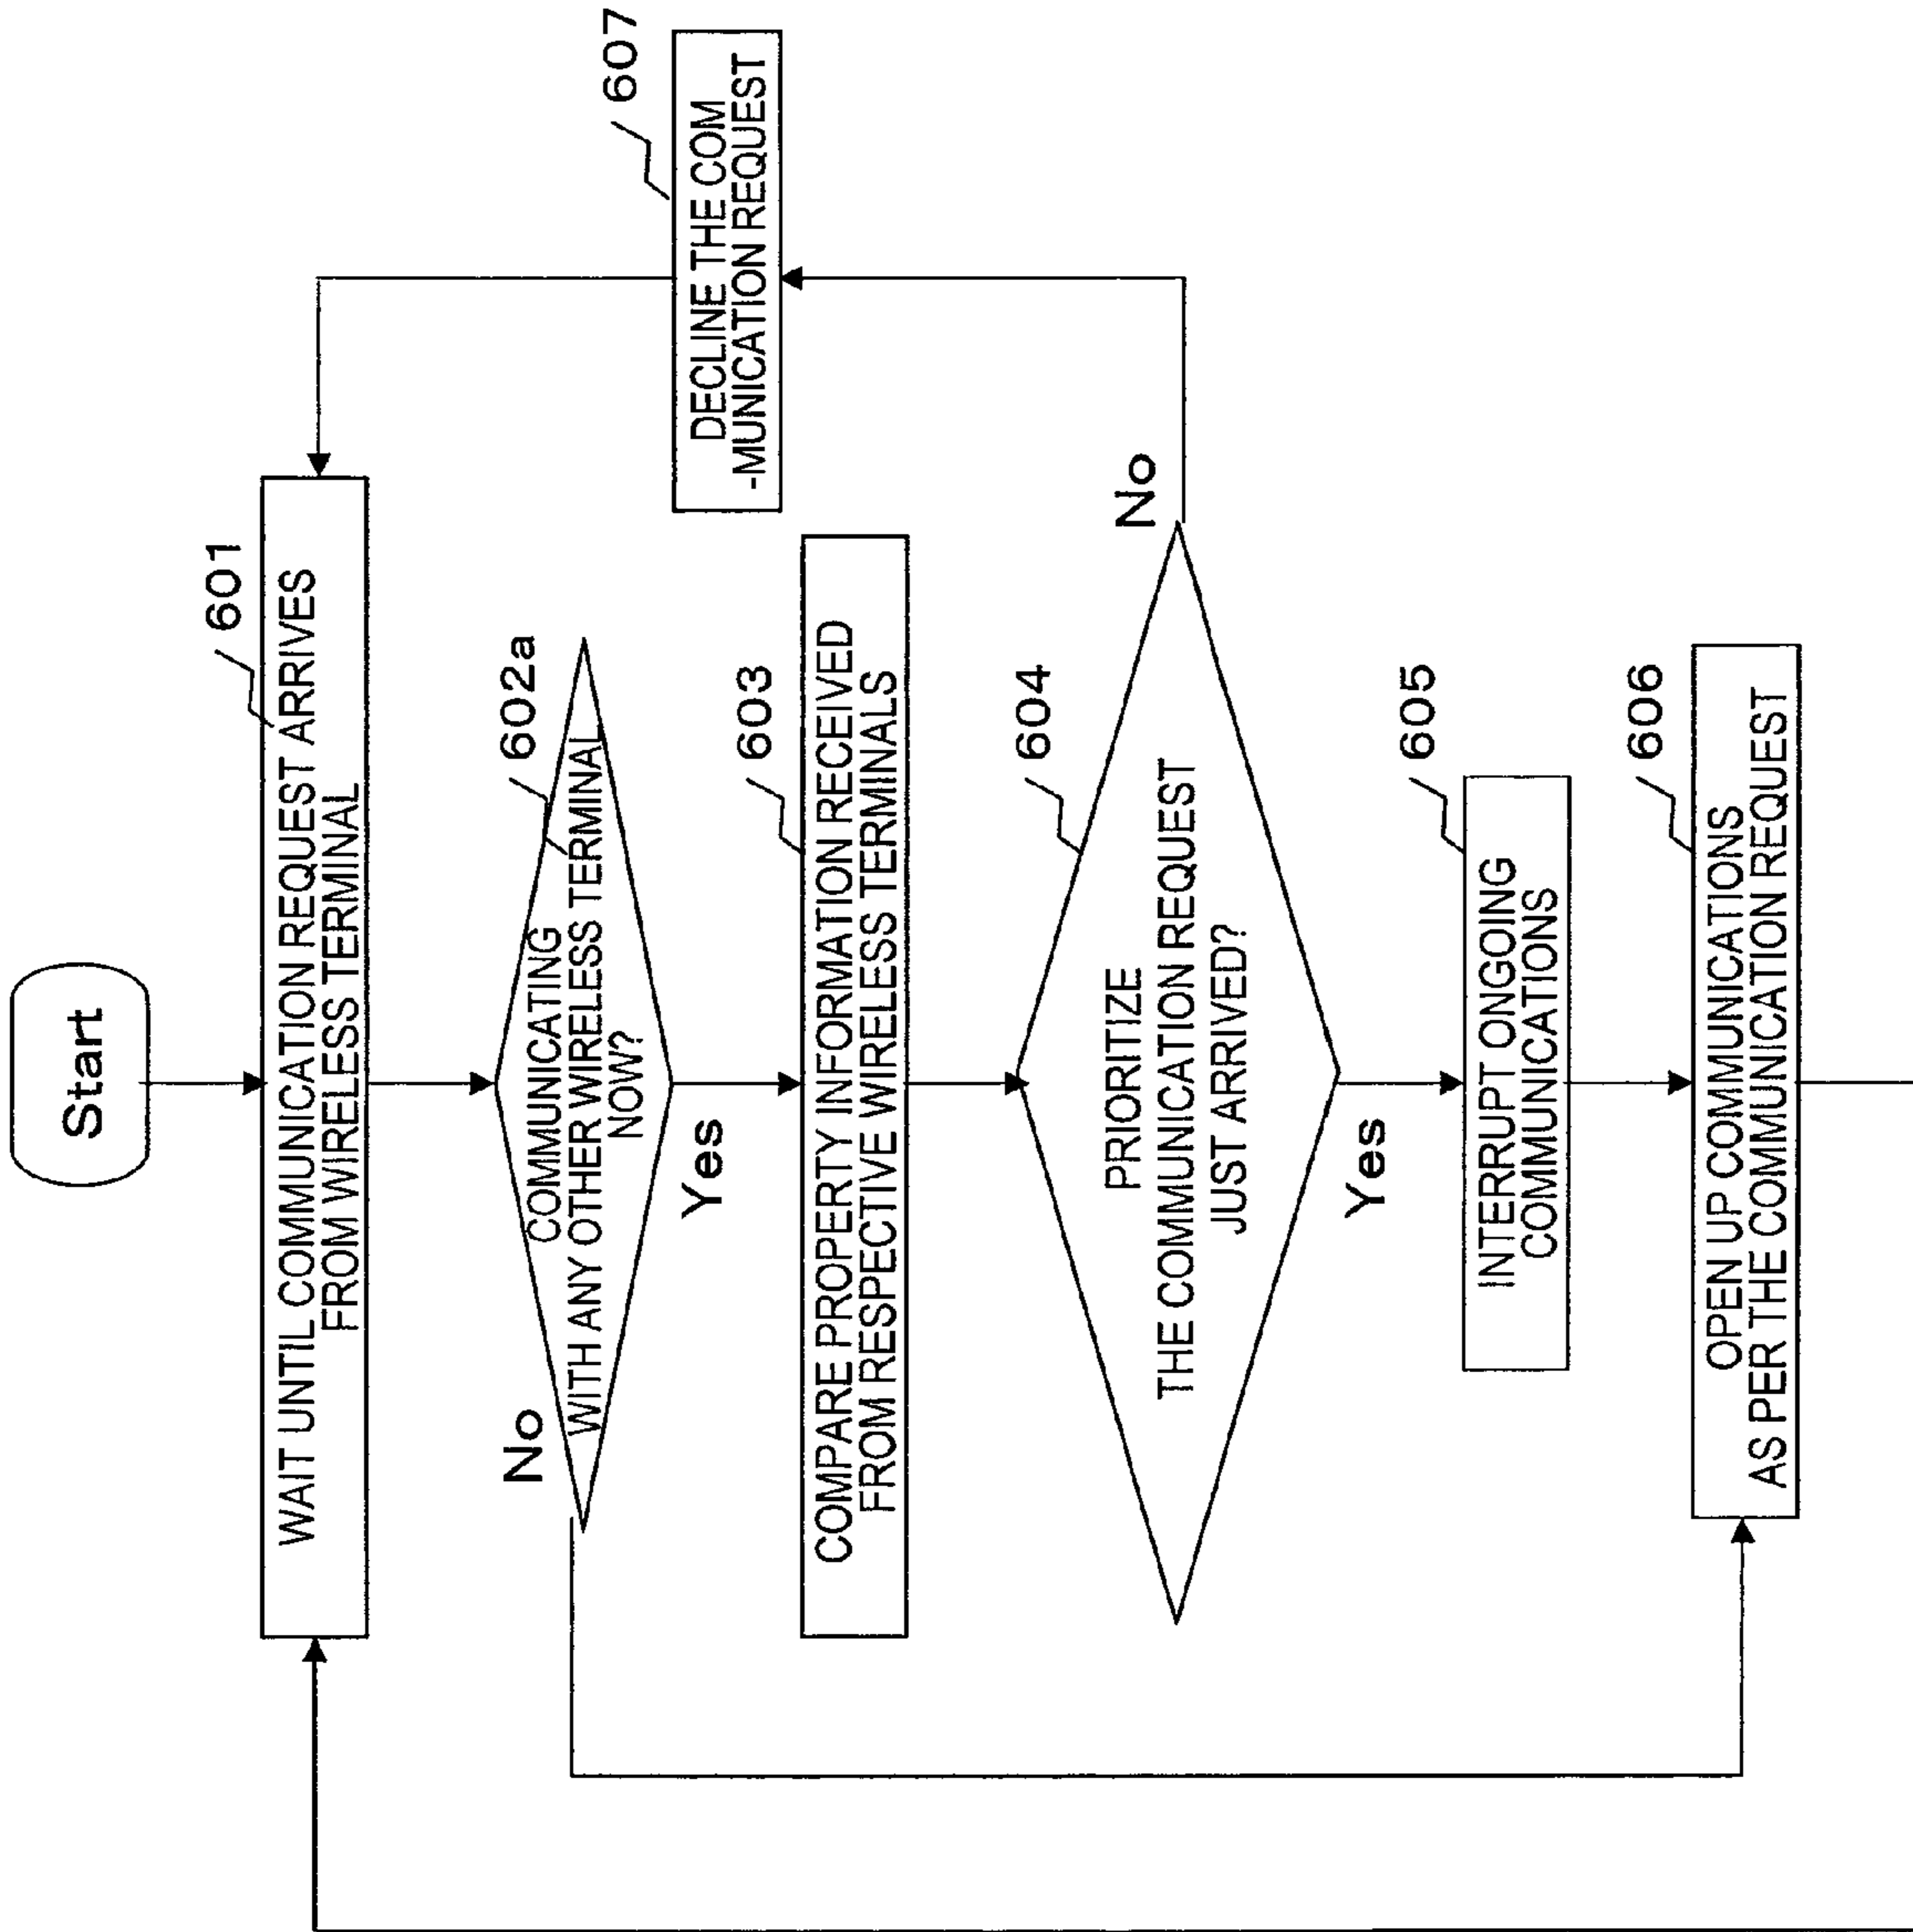 Start
601
WAIT UNTIL COMMUNICATION REQUEST ARRIVES
FROM WIRELESS TERMINAL
602a
COMMUNICATING
WITH ANY OTHER WIRELESS TERMINAL
NOW?
No
Yes
603
COMPARE PROPERTY INFORMATION RECEIVED
FROM RESPECTIVE WIRELESS TERMINALS
604
PRIORITIZE
THE COMMUNICATION REQUEST
JUST ARRIVED?
No
Yes
607
DECLINE THE COM
-MUNICATION REQUEST
605
INTERRUPT ONGOING
COMMUNICATIONS
606
OPEN UP COMMUNICATIONS
AS PER THE COMMUNICATION REQUEST